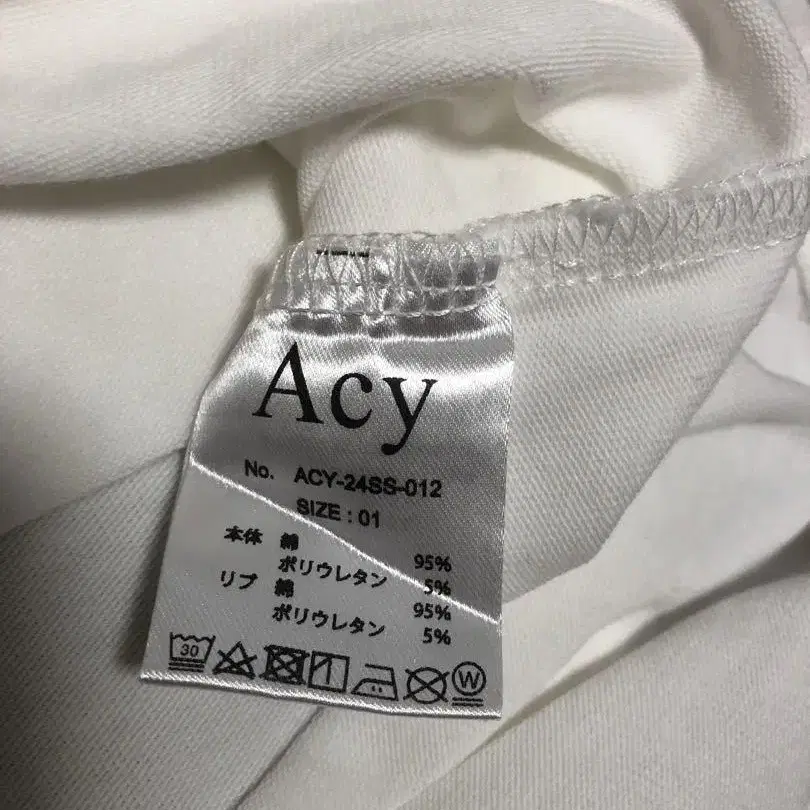 Acy
No. ACY-24SS-012
SIZE : 01
本体 綿 95%
ポリウレタン 5%
リブ 綿 95%
ポリウレタン 5%
30
W